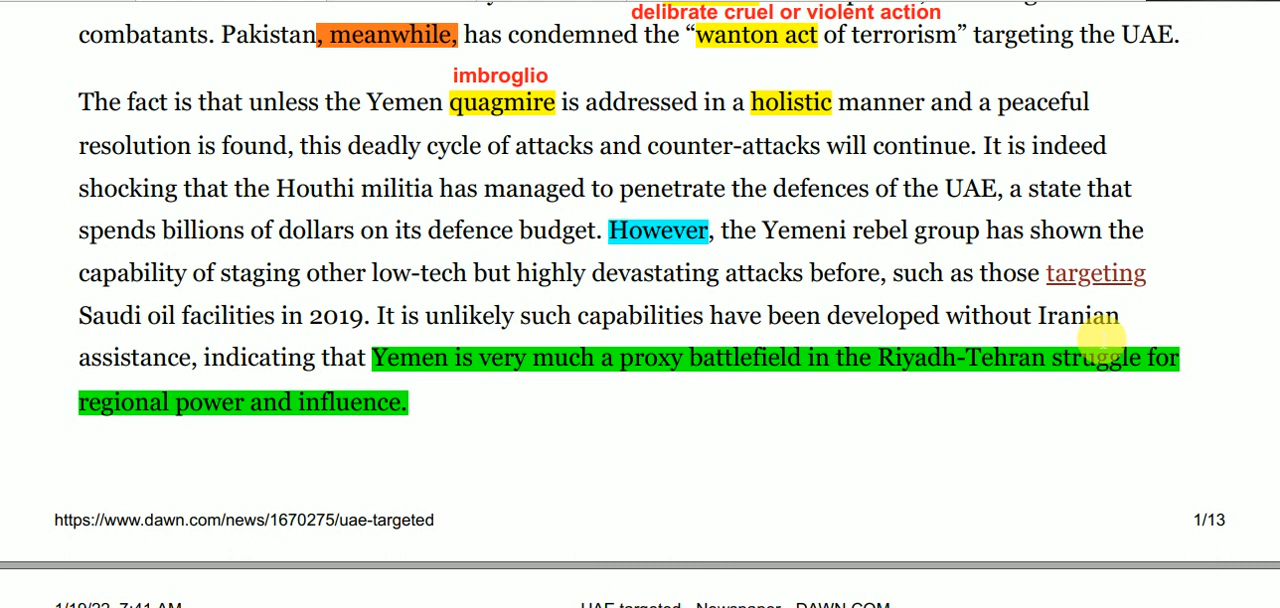 delibrate cruel or violent action
combatants. Pakistan, meanwhile, has condemned the “wanton act of terrorism” targeting the UAE.
imbroglio
The fact is that unless the Yemen quagmire is addressed in a holistic manner and a peaceful
resolution is found, this deadly cycle of attacks and counter-attacks will continue. It is indeed
shocking that the Houthi militia has managed to penetrate the defences of the UAE, a state that
spends billions of dollars on its defence budget. However, the Yemeni rebel group has shown the
capability of staging other low-tech but highly devastating attacks before, such as those targeting
Saudi oil facilities in 2019. It is unlikely such capabilities have been developed without Iranian
assistance, indicating that Yemen is very much a proxy battlefield in the Riyadh-Tehran struggle for
regional power and influence.
https://www.dawn.com/news/1670275/uae-targeted 1/13
1/19/22, 7:41 AM UAE targeted - Newspaper - DAWN.COM